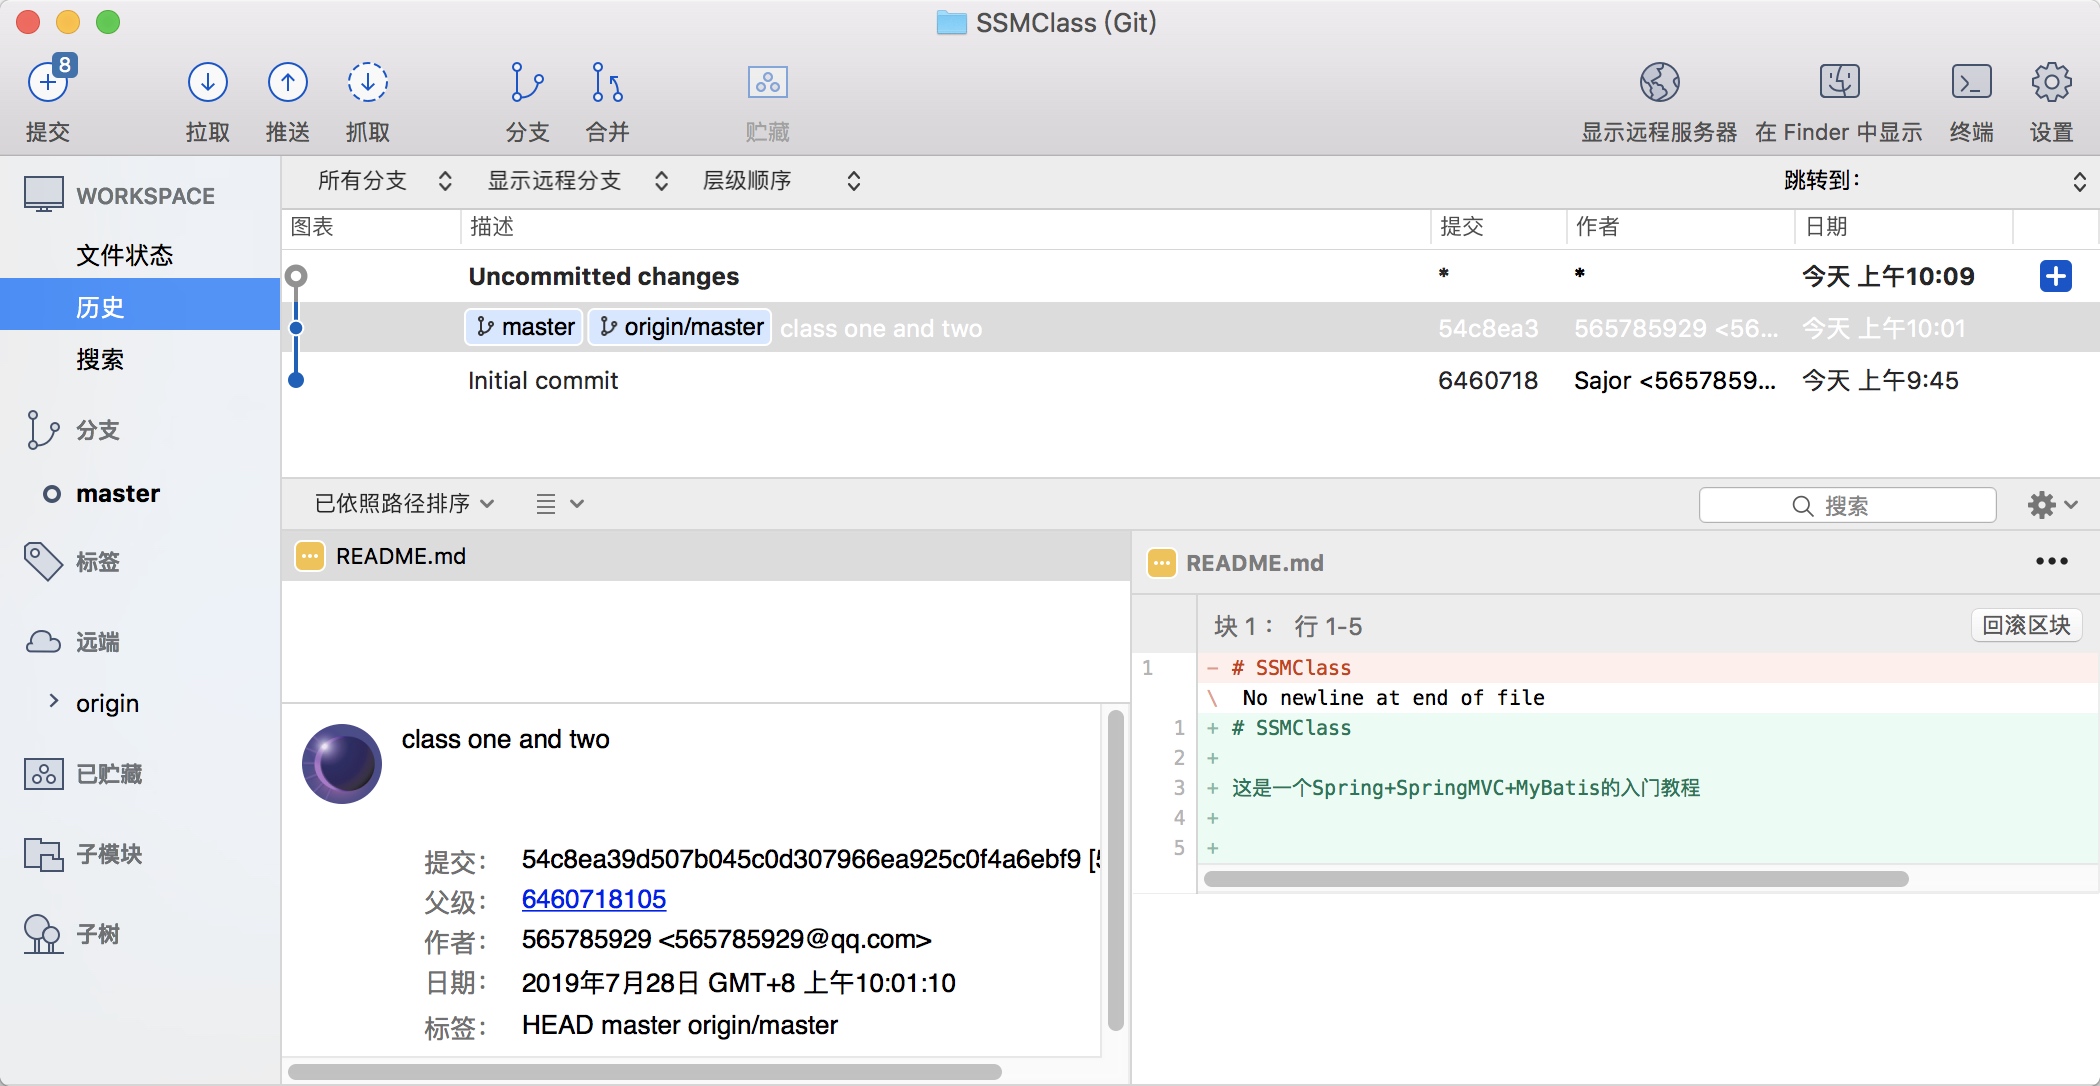 SSMClass (Git)
8
提交 拉取 推送 抓取 分支 合并 贮藏 显示远程服务器 在 Finder 中显示 终端 设置
WORKSPACE
文件状态
历史
搜索
分支
master
标签
远端
origin
已贮藏
子模块
子树
所有分支 显示远程分支 层级顺序 跳转到:
图表 描述 提交 作者 日期
Uncommitted changes * * 今天 上午10:09
master origin/master class one and two 54c8ea3 565785929 <56... 今天 上午10:01
Initial commit 6460718 Sajor <5657859... 今天 上午9:45
已依照路径排序 搜索
README.md
class one and two
提交: 54c8ea39d507b045c0d307966ea925c0f4a6ebf9 [
父级: 6460718105
作者: 565785929 <565785929@qq.com>
日期: 2019年7月28日 GMT+8 上午10:01:10
标签: HEAD master origin/master
README.md
块 1： 行 1-5 回滚区块
1 - # SSMClass
\ No newline at end of file
1 + # SSMClass
2 +
3 + 这是一个Spring+SpringMVC+MyBatis的入门教程
4 +
5 +